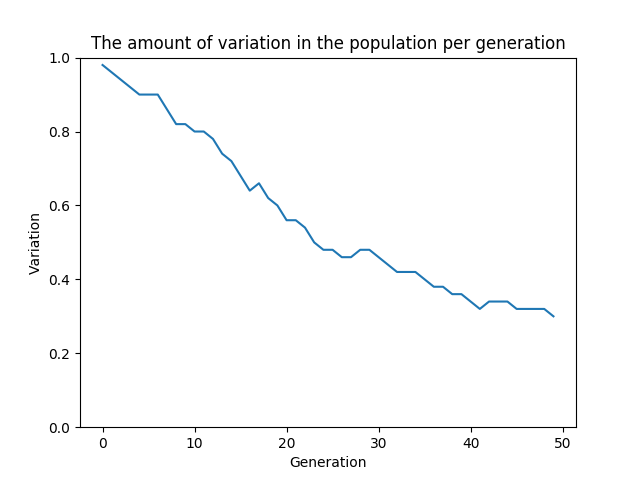 The amount of variation in the population per generation
1.0
0.8
0.6
0.4
0.2
0.0
Variation
0 10 20 30 40 50
Generation